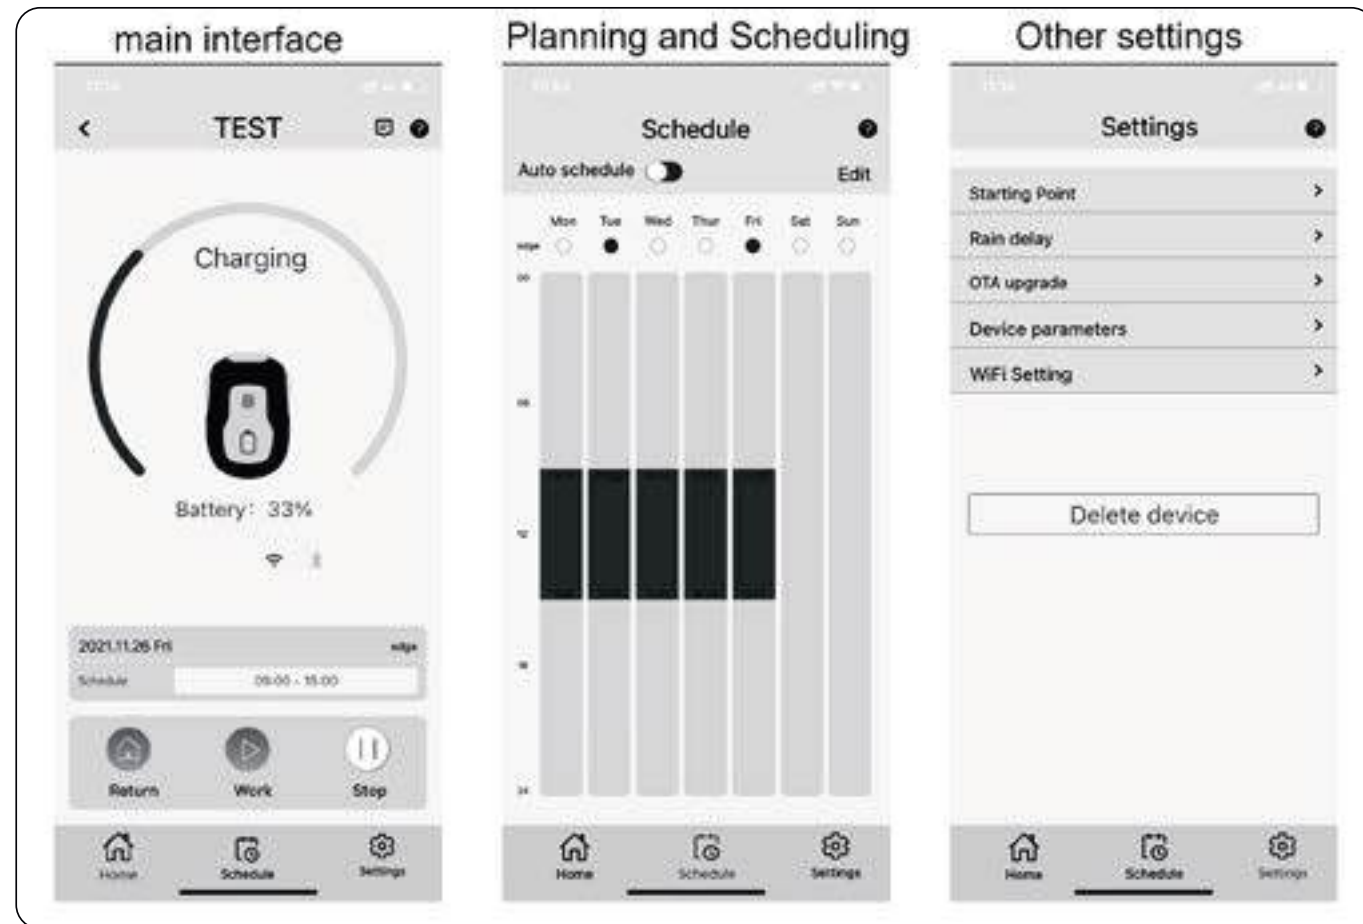 main interface
TEST
Charging
Battery: 33%
2021.11.26 Fri
edge
Schedule
09:00 - 15:00
Return
Work
Stop
Home
Schedule
Settings
Planning and Scheduling
Schedule
Auto schedule
Edit
Mon Tue Wed Thur Fri Sat Sun
edge
00
12
24
Home
Schedule
Settings
Other settings
Settings
Starting Point
Rain delay
OTA upgrade
Device parameters
WiFi Setting
Delete device
Home
Schedule
Settings